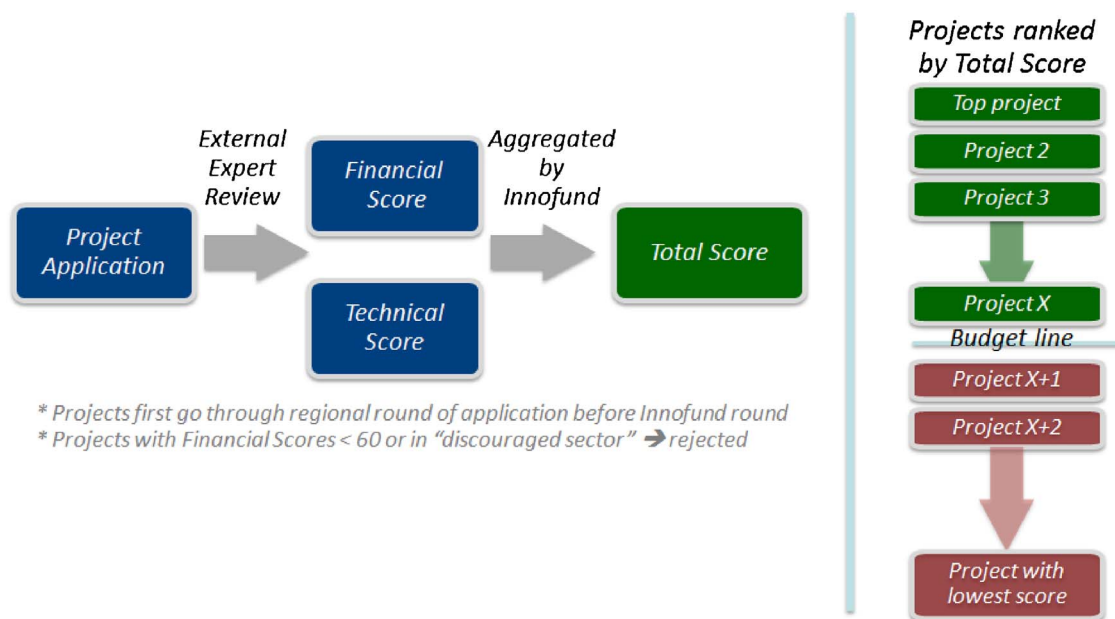 Project
Application
External
Expert
Review
Financial
Score
Technical
Score
Aggregated
by
Innofund
Total Score
* Projects first go through regional round of application before Innofund round
* Projects with Financial Scores < 60 or in “discouraged sector” ➔ rejected
Projects ranked
by Total Score
Top project
Project 2
Project 3
Project X
Budget line
Project X+1
Project X+2
Project with
lowest score